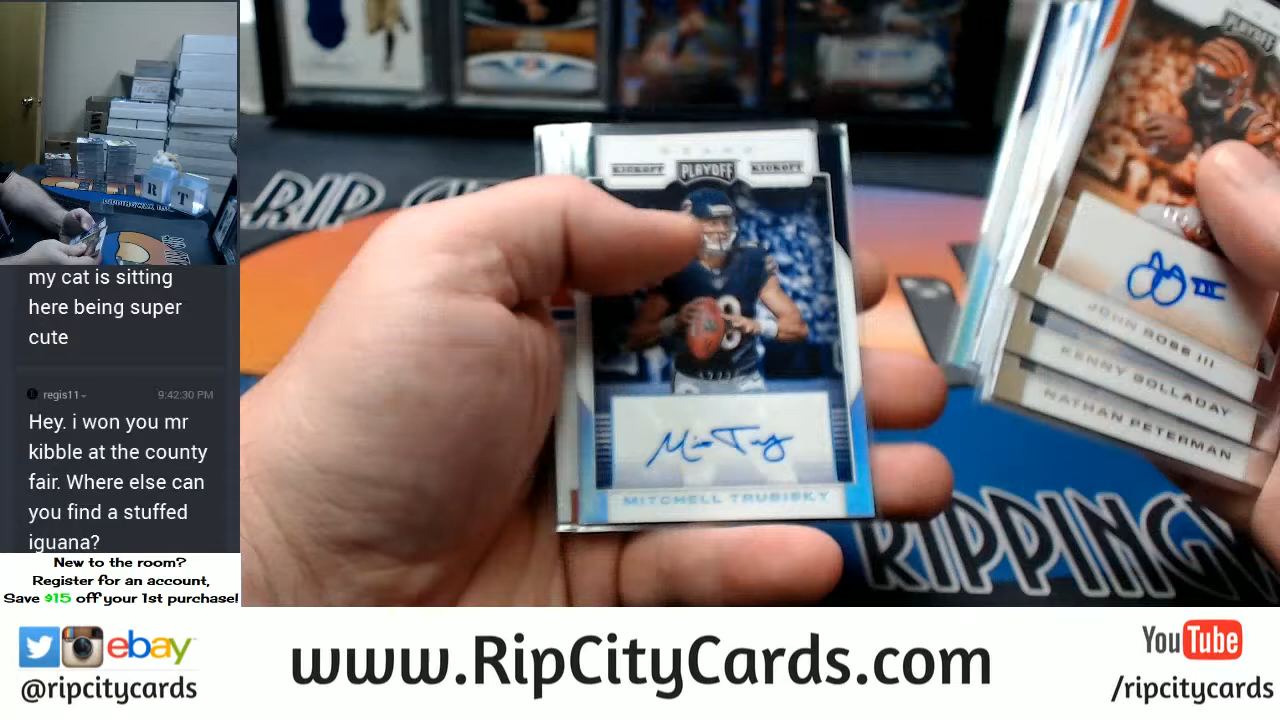 my cat is sitting
here being super
cute
regis11
9:42:30 PM
Hey. i won you mr
kibble at the county
fair. Where else can
you find a stuffed
iguana?
New to the room?
Register for an account,
Save $15 off your 1st purchase!
RIP
R T
BEARS
KICKOFF PLAYOFF KICKOFF
MITCHELL TRUBISKY
PLAYOFF
JOHN ROSS III
KENNY GOLLADAY
NATHAN PETERMAN
RIPPING
ebay
@ripcitycards
www.RipCityCards.com
YouTube
/ripcitycards